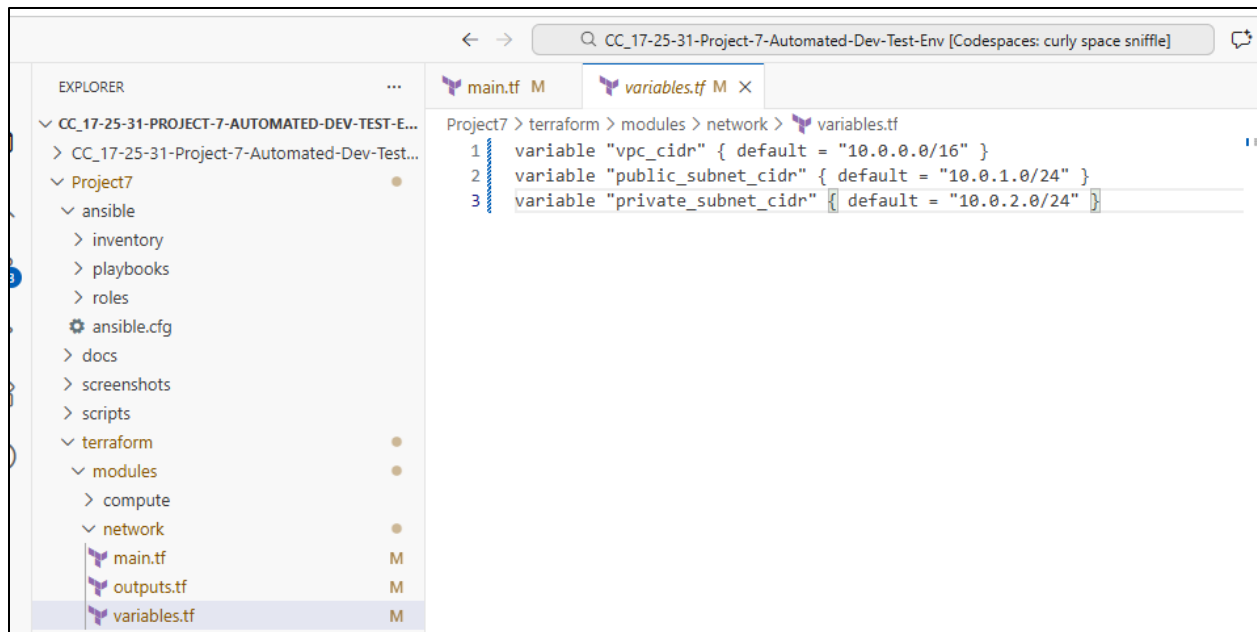 CC_17-25-31-Project-7-Automated-Dev-Test-Env [Codespaces: curly space sniffle]
EXPLORER
CC_17-25-31-PROJECT-7-AUTOMATED-DEV-TEST-E...
CC_17-25-31-Project-7-Automated-Dev-Test...
Project7
ansible
inventory
playbooks
roles
ansible.cfg
docs
screenshots
scripts
terraform
modules
compute
network
main.tf M
outputs.tf M
variables.tf M
main.tf M
variables.tf M
Project7 > terraform > modules > network > variables.tf
1 variable "vpc_cidr" { default = "10.0.0.0/16" }
2 variable "public_subnet_cidr" { default = "10.0.1.0/24" }
3 variable "private_subnet_cidr" { default = "10.0.2.0/24" }